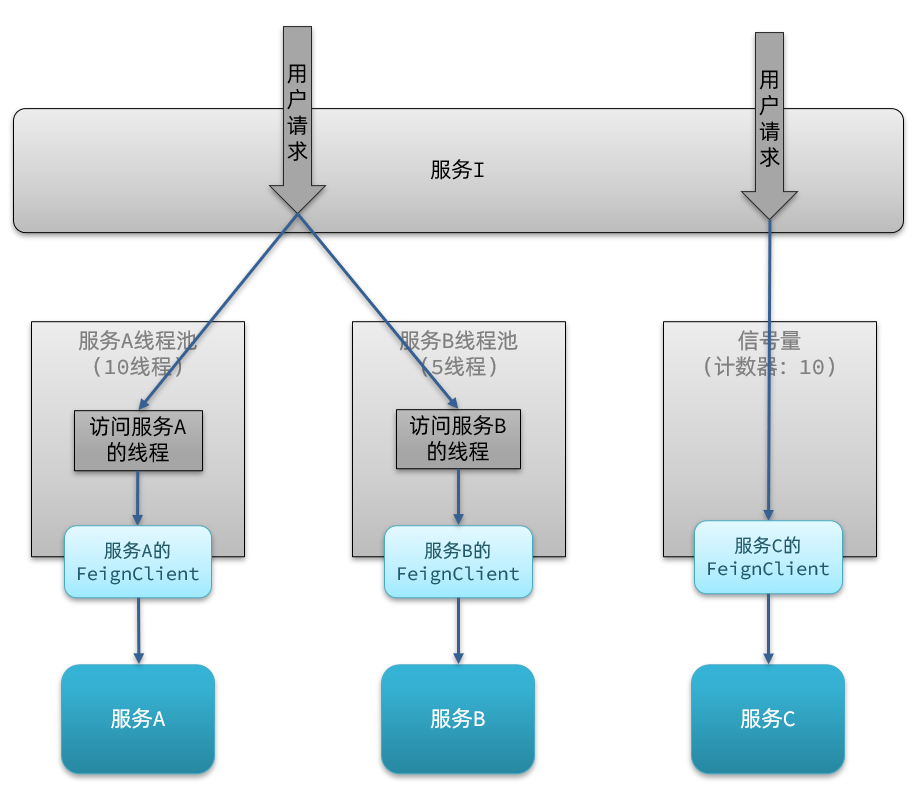 用户请求
用户请求
服务I
服务A线程池
(10线程)
服务B线程池
(5线程)
信号量
(计数器：10)
访问服务A
的线程
访问服务B
的线程
服务A的
FeignClient
服务B的
FeignClient
服务C的
FeignClient
服务A
服务B
服务C